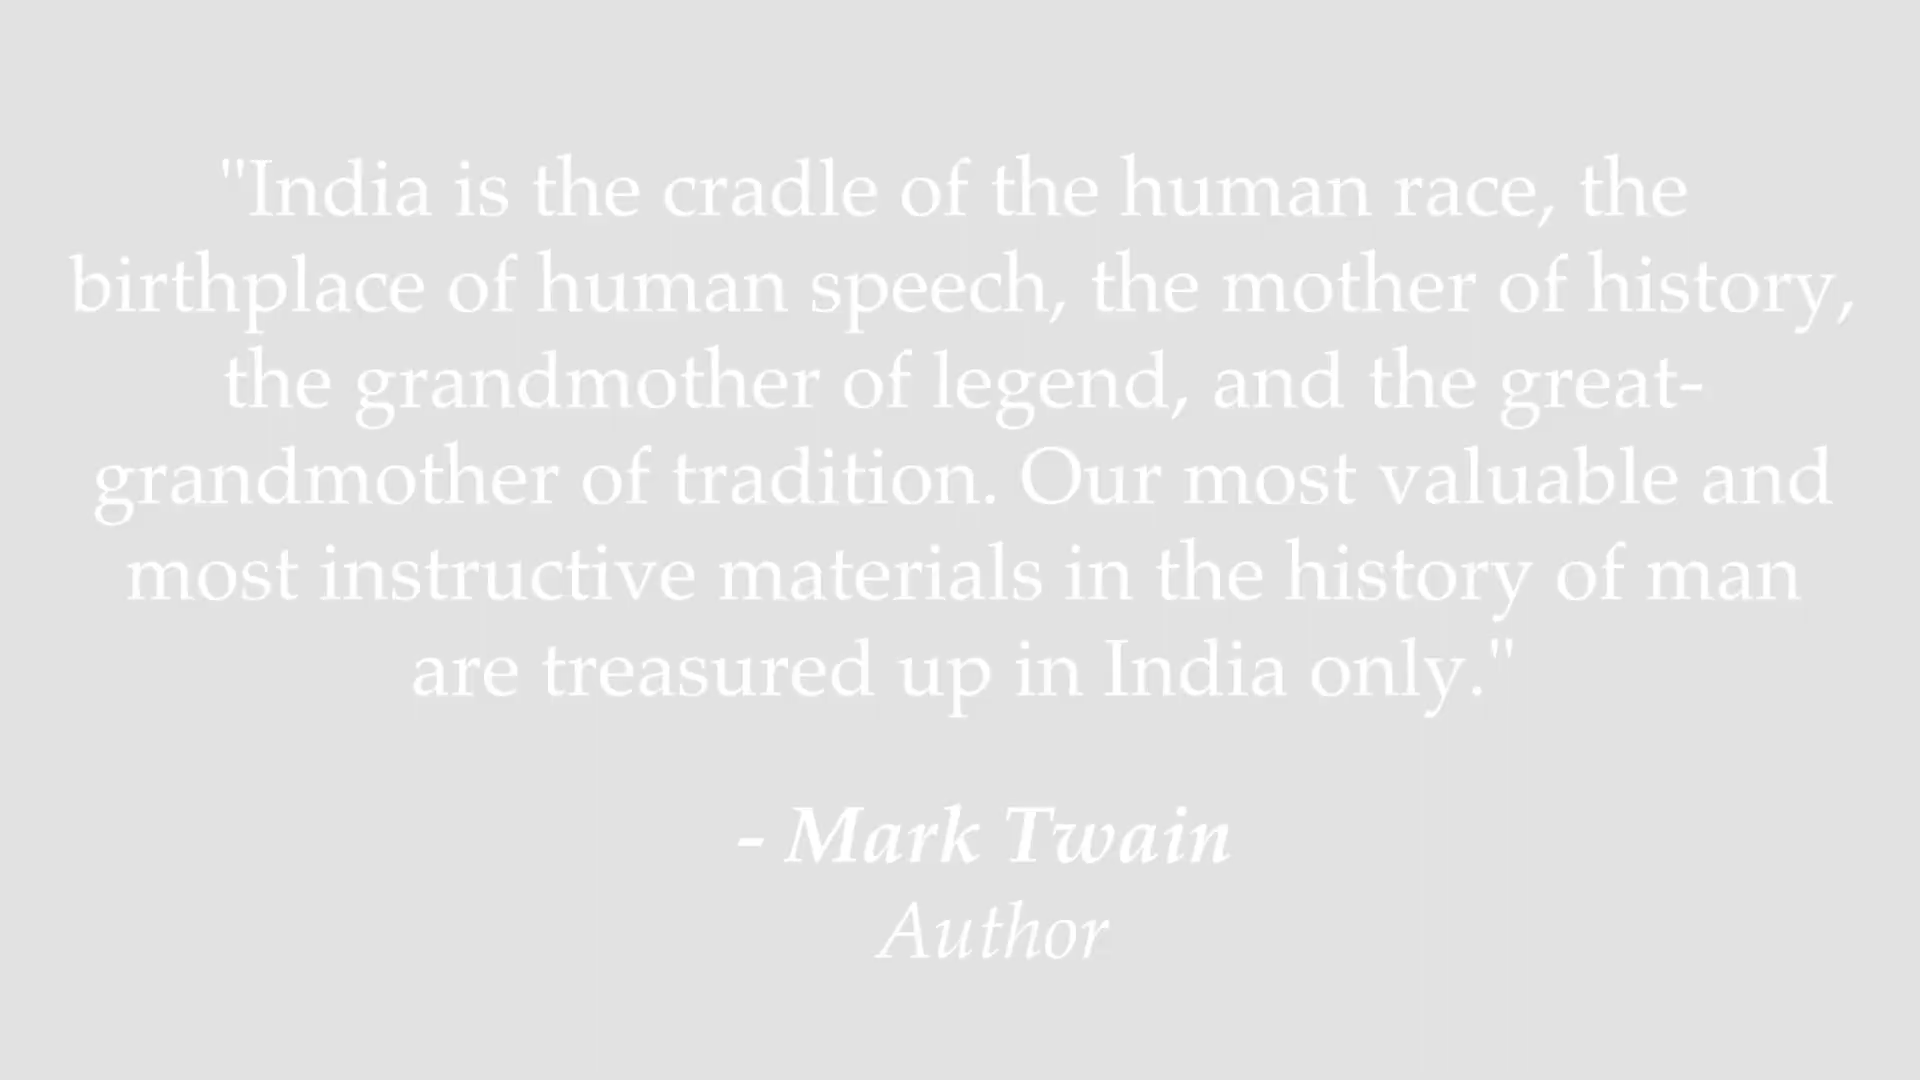 "India is the cradle of the human race, the
birthplace of human speech, the mother of history,
the grandmother of legend, and the great-
grandmother of tradition. Our most valuable and
most instructive materials in the history of man
are treasured up in India only."
- Mark Twain
Author